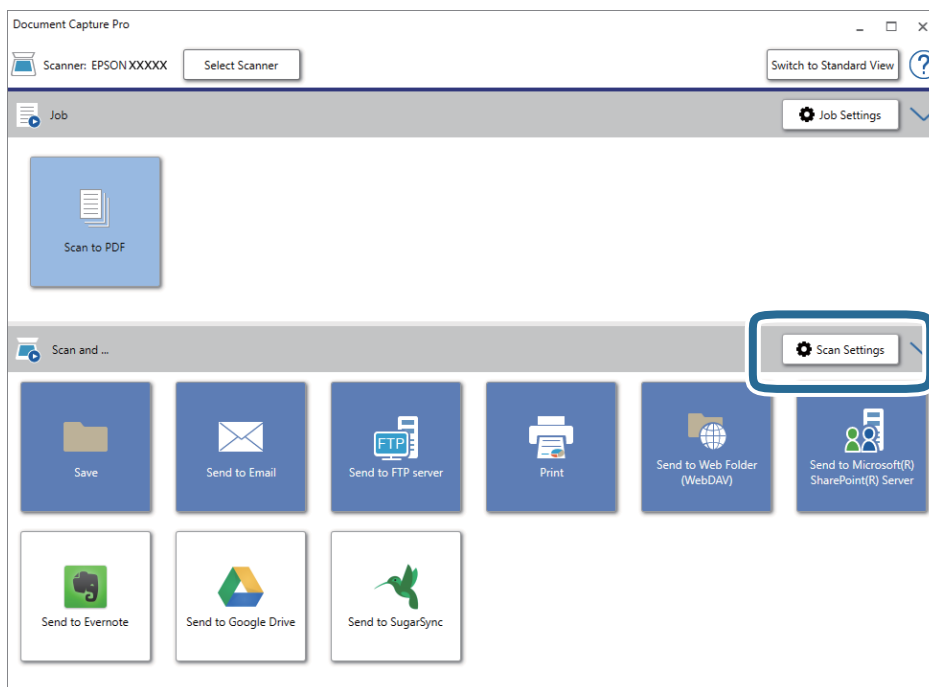 Document Capture Pro
Scanner: EPSON XXXXX
Select Scanner
Switch to Standard View
?
Job
Job Settings
Scan to PDF
Scan and ...
Scan Settings
Save
Send to Email
FTP
Send to FTP server
Print
Send to Web Folder
(WebDAV)
Send to Microsoft(R)
SharePoint(R) Server
Send to Evernote
Send to Google Drive
Send to SugarSync